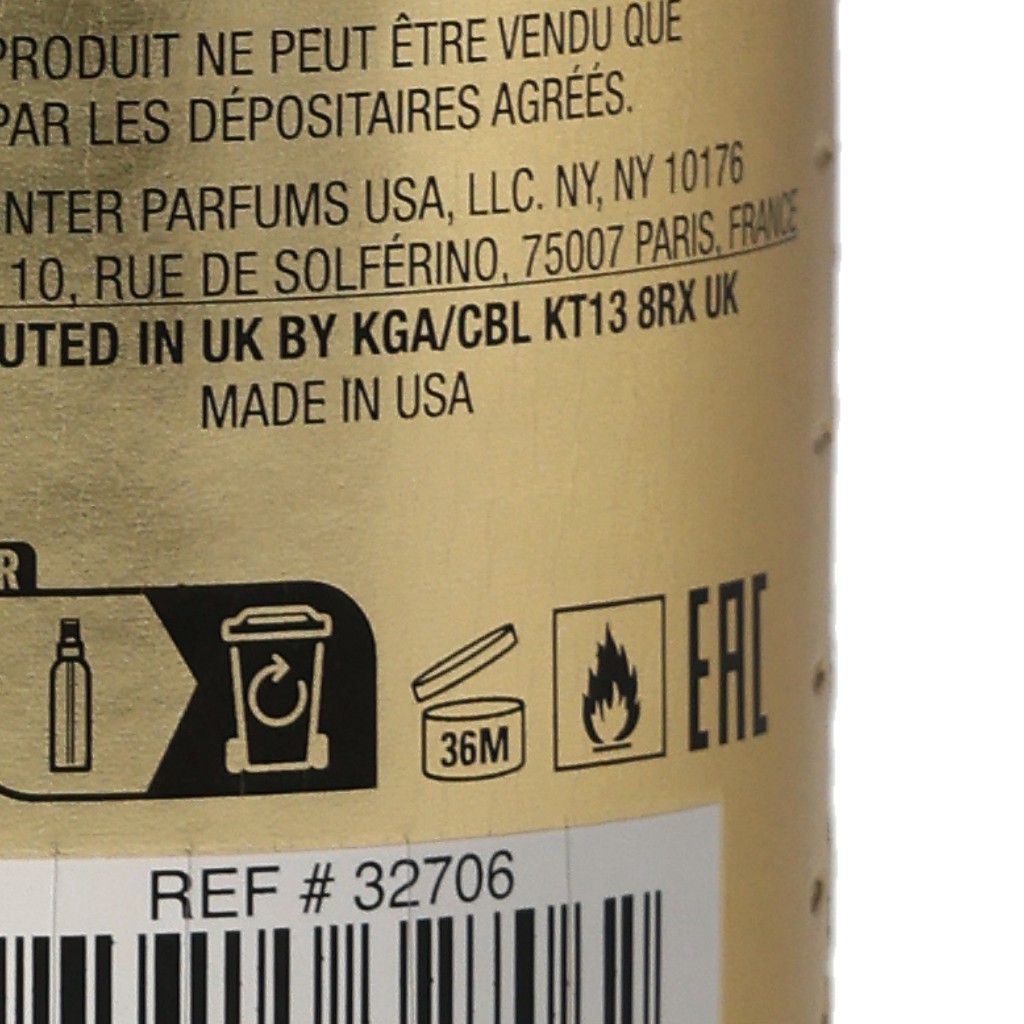 PRODUIT NE PEUT ÊTRE VENDU QUE
PAR LES DÉPOSITAIRES AGRÉÉS.
NTER PARFUMS USA, LLC. NY, NY 10176
10, RUE DE SOLFÉRINO, 75007 PARIS, FRANCE
UTED IN UK BY KGA/CBL KT13 8RX UK
MADE IN USA
R
36M
EAC
REF # 32706